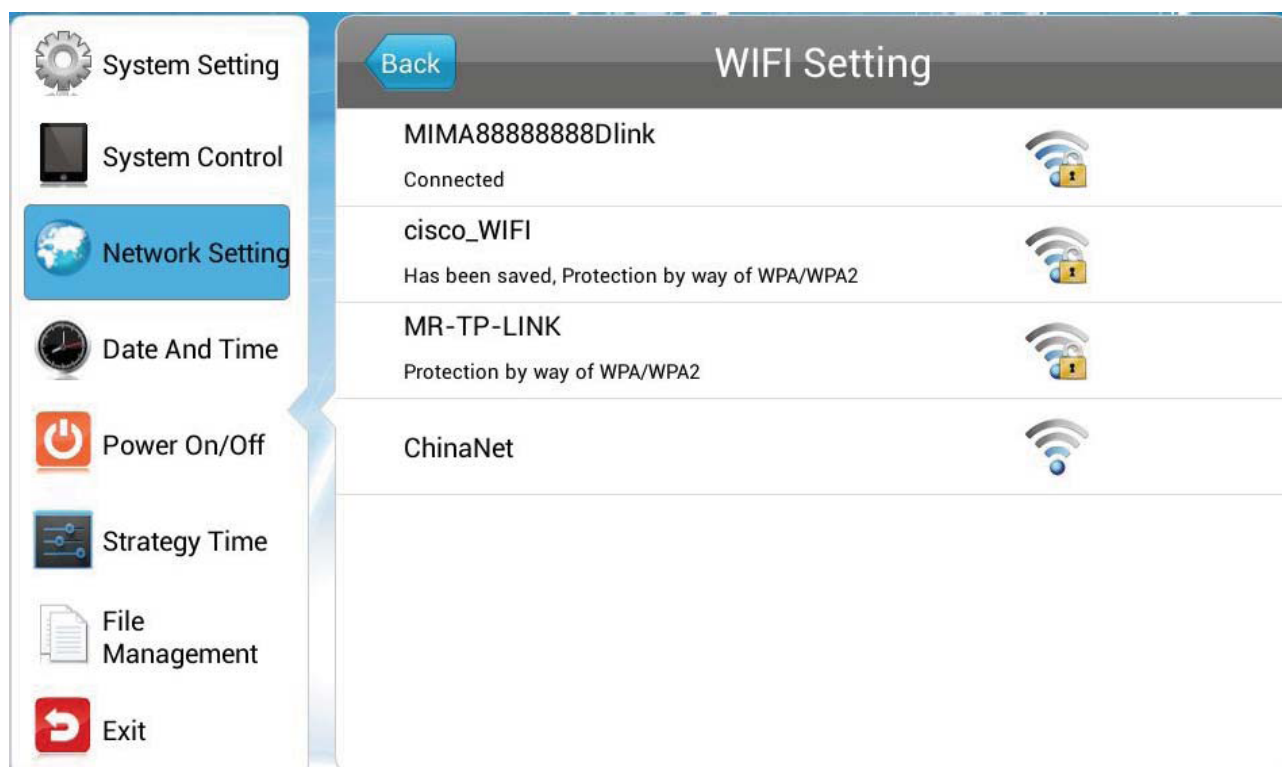 System Setting
System Control
Network Setting
Date And Time
Power On/Off
Strategy Time
File
Management
Exit
Back
WIFI Setting
MIMA88888888Dlink
Connected
cisco_WIFI
Has been saved, Protection by way of WPA/WPA2
MR-TP-LINK
Protection by way of WPA/WPA2
ChinaNet